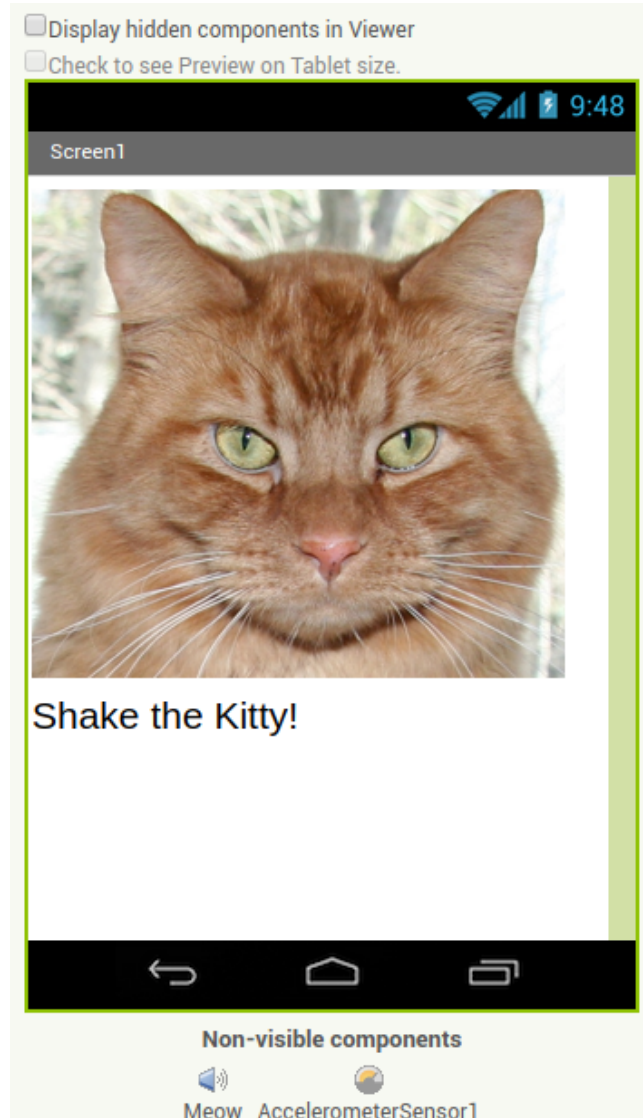 Display hidden components in Viewer
Check to see Preview on Tablet size.
9:48
Screen1
Shake the Kitty!
Non-visible components
Meow AccelerometerSensor1